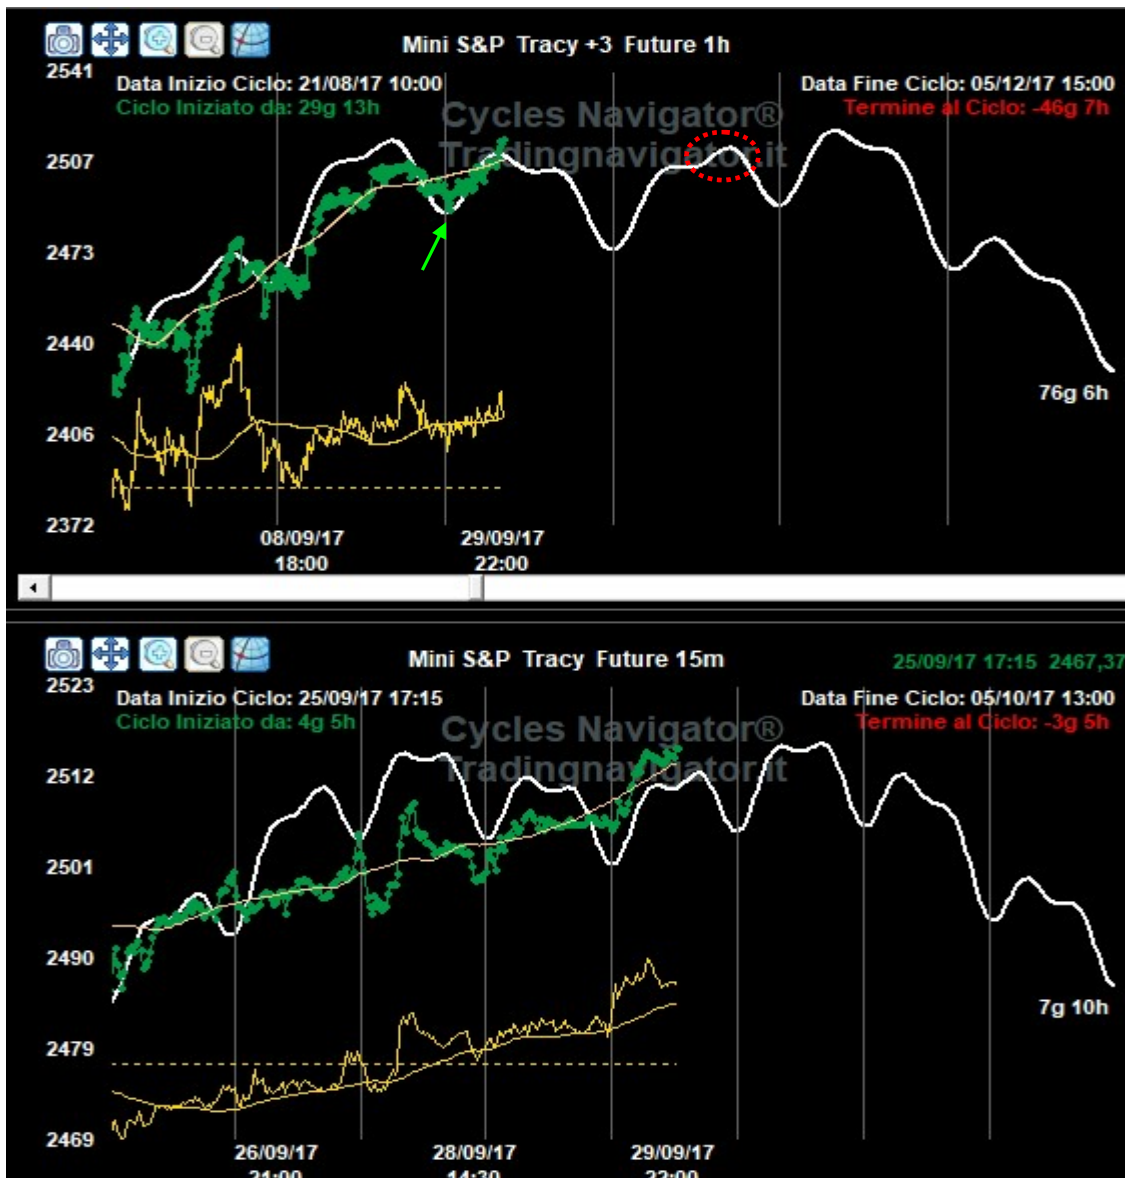 Mini S&P Tracy +3 Future 1h
2541
Data Inizio Ciclo: 21/08/17 10:00
Data Fine Ciclo: 05/12/17 15:00
Ciclo Iniziato da: 29g 13h
Termine al Ciclo: -46g 7h
Cycles Navigator®
Tradingnavigator.it
2507
2473
2440
76g 6h
2406
2372
08/09/17
18:00
29/09/17
22:00
Mini S&P Tracy Future 15m
25/09/17 17:15 2467,37
2523
Data Inizio Ciclo: 25/09/17 17:15
Data Fine Ciclo: 05/10/17 13:00
Ciclo Iniziato da: 4g 5h
Termine al Ciclo: -3g 5h
Cycles Navigator®
Tradingnavigator.it
2512
2501
2490
7g 10h
2479
2469
26/09/17
21:00
28/09/17
14:30
29/09/17
22:00